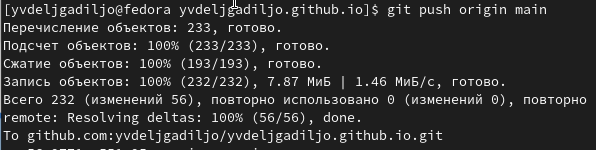 [yvdeljgadiljo@fedora yvdeljgadiljo.github.io]$ git push origin main
Перечисление объектов: 233, готово.
Подсчет объектов: 100% (233/233), готово.
Сжатие объектов: 100% (193/193), готово.
Запись объектов: 100% (232/232), 7.87 МиБ | 1.46 МиБ/с, готово.
Всего 232 (изменений 56), повторно использовано 0 (изменений 0), повторно
remote: Resolving deltas: 100% (56/56), done.
To github.com:yvdeljgadiljo/yvdeljgadiljo.github.io.git